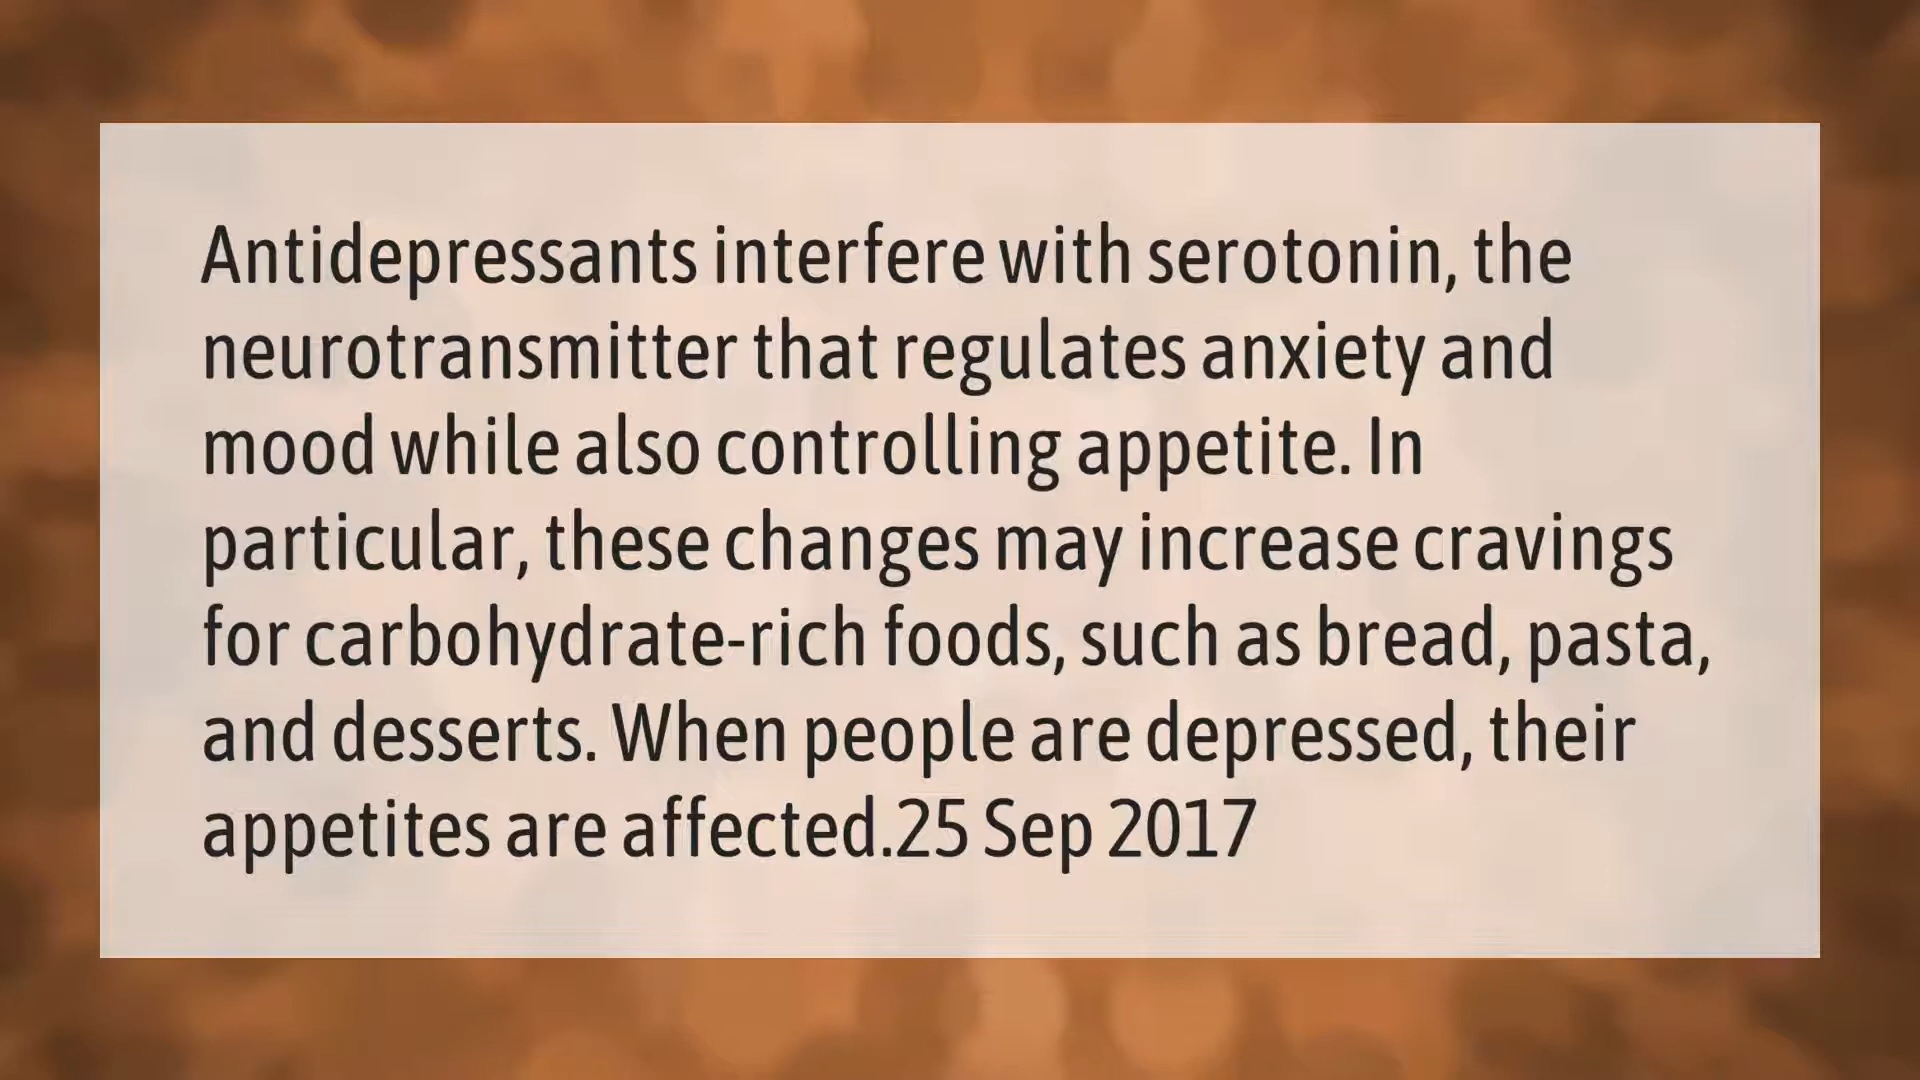 Antidepressants interfere with serotonin, the
neurotransmitter that regulates anxiety and
mood while also controlling appetite. In
particular, these changes may increase cravings
for carbohydrate-rich foods, such as bread, pasta,
and desserts. When people are depressed, their
appetites are affected.25 Sep 2017